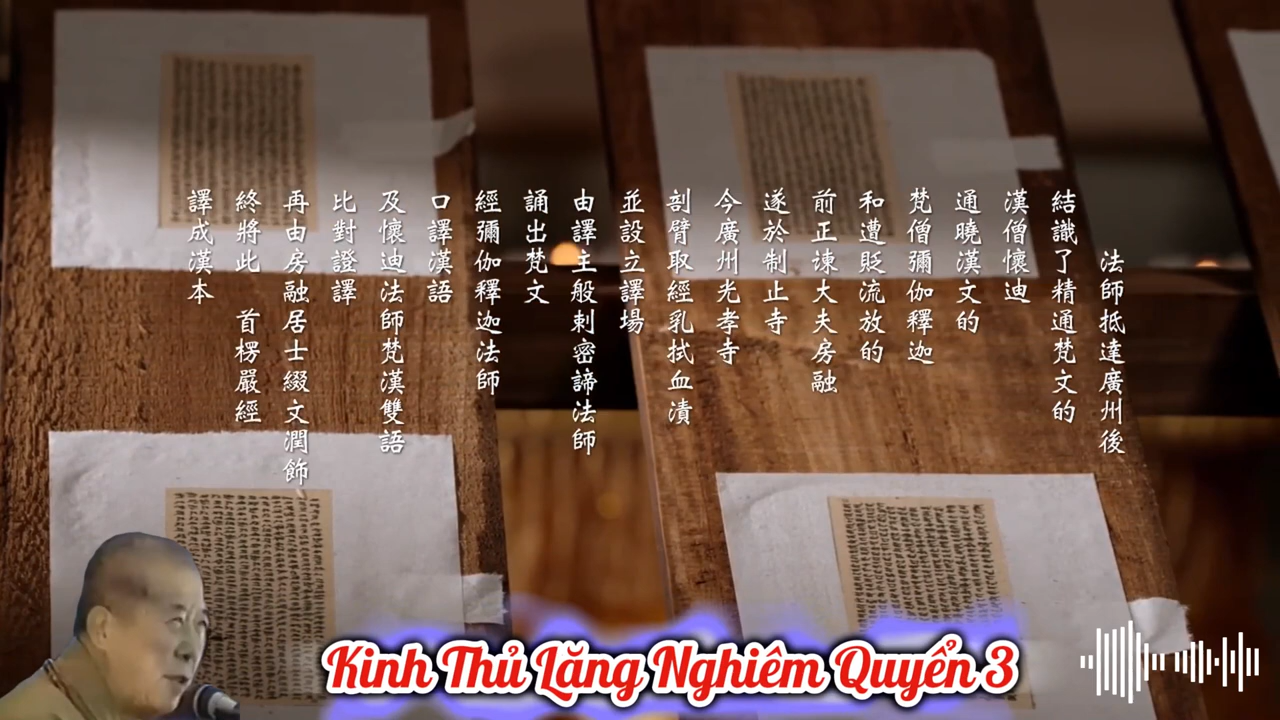 法師抵達廣州後
結識了精通梵文的
漢僧懷迪
通曉漢文的
梵僧彌伽釋迦
和遭貶流放的
前正諫大夫房融
遂於制止寺
今廣州光孝寺
剖臂取經乳拭血漬
並設立譯場
由譯主般剌密諦法師
誦出梵文
經彌伽釋迦法師
口譯漢語
及懷迪法師梵漢雙語
比對證譯
再由房融居士綴文潤飾
終將此 首楞嚴經
譯成漢本
Kinh Thủ Lăng Nghiêm Quyển 3